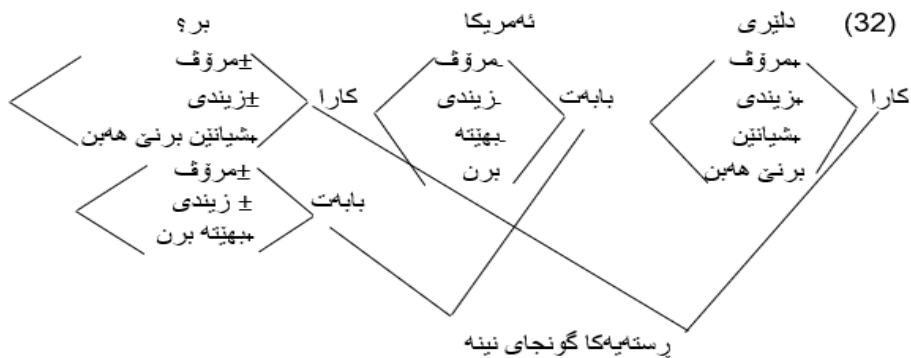 (32) دلێری ئەمریکا بر؟
+مرۆڤ -مرۆڤ ±مرۆڤ
+زیندی -زیندی ±زیندی
کارا بابەت کارا
+شیانێن -بهێتە +شیانێن برنێ هەبن
برنێ هەبن برن ±مرۆڤ
بابەت
± زیندی
+بهێتە برن
ڕستەیەکا گونجای نینە